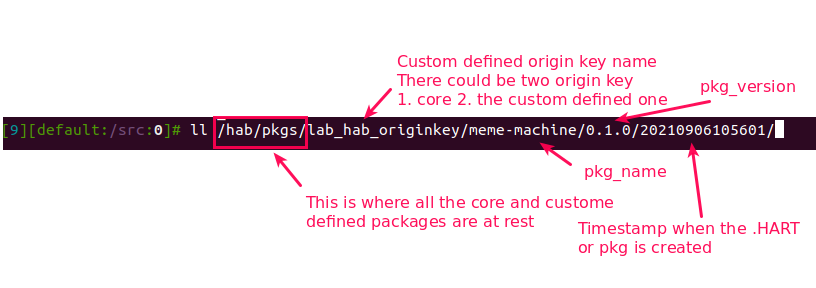 Custom defined origin key name
There could be two origin key
1. core 2. the custom defined one
pkg_version
[9][default:/src:0]# ll /hab/pkgs/lab_hab_originkey/meme-machine/0.1.0/20210906105601/
pkg_name
This is where all the core and custome
defined packages are at rest
Timestamp when the .HART
or pkg is created